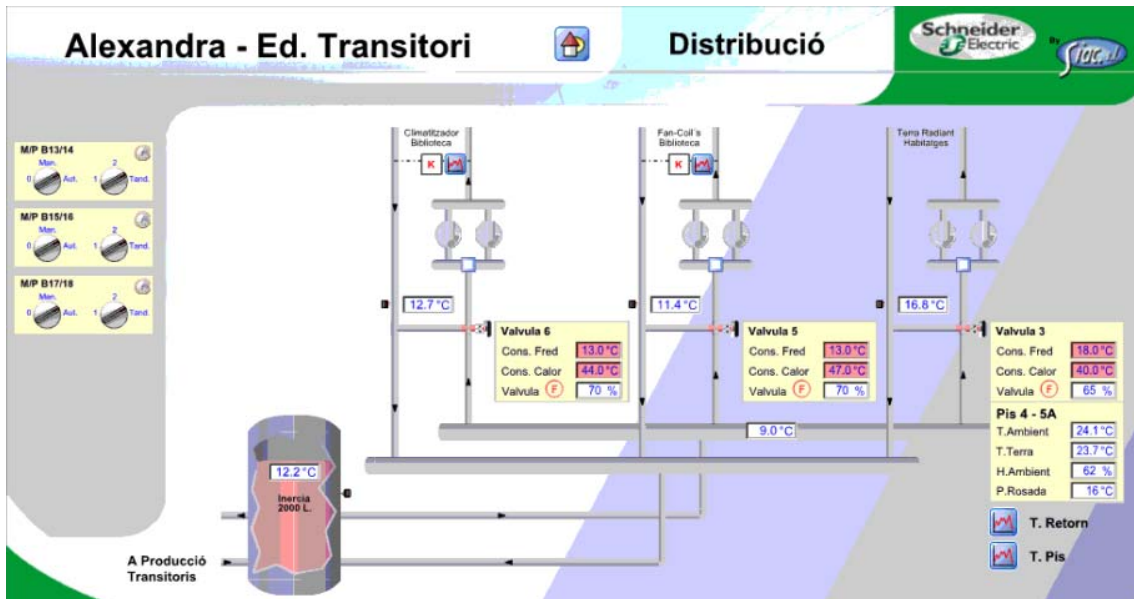 Alexandra - Ed. Transitori
Distribució
Schneider
Electric
By
Siac s.l.
M/P B13/14
Man.
0
Aut.
2
1
Tand.
M/P B15/16
Man.
0
Aut.
2
1
Tand.
M/P B17/18
Man.
0
Aut.
2
1
Tand.
Climatitzador
Biblioteca
K
Fan-Coil´s
Biblioteca
K
Terra Radiant
Habitatges
12.7 °C
11.4 °C
16.8 °C
Valvula 6
Cons. Fred 13.0 °C
Cons. Calor 44.0 °C
Valvula F 70 %
Valvula 5
Cons. Fred 13.0 °C
Cons. Calor 47.0 °C
Valvula F 70 %
Valvula 3
Cons. Fred 18.0 °C
Cons. Calor 40.0 °C
Valvula F 65 %
Pis 4 - 5A
T.Ambient 24.1 °C
T.Terra 23.7 °C
H.Ambient 62 %
P.Rosada 16 °C
9.0 °C
12.2 °C
Inercia
2000 L.
A Producció
Transitoris
T. Retorn
T. Pis